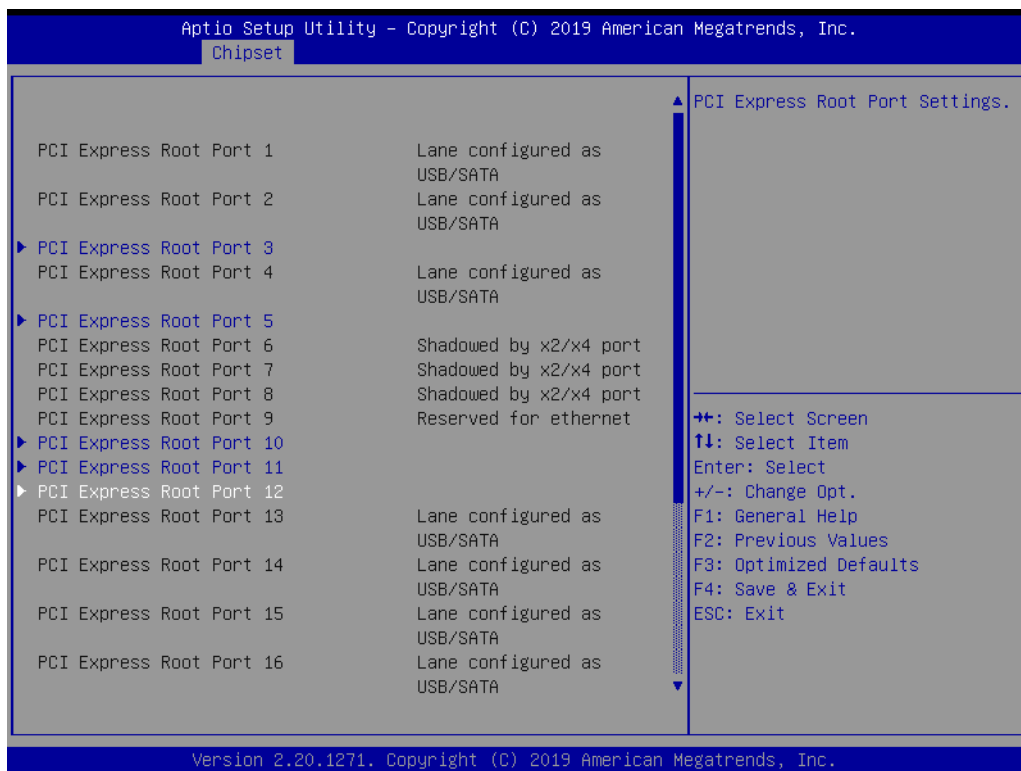 Aptio Setup Utility – Copyright (C) 2019 American Megatrends, Inc.
Chipset
PCI Express Root Port Settings.
PCI Express Root Port 1 Lane configured as
USB/SATA
PCI Express Root Port 2 Lane configured as
USB/SATA
PCI Express Root Port 3
PCI Express Root Port 4 Lane configured as
USB/SATA
PCI Express Root Port 5
PCI Express Root Port 6 Shadowed by x2/x4 port
PCI Express Root Port 7 Shadowed by x2/x4 port
PCI Express Root Port 8 Shadowed by x2/x4 port
PCI Express Root Port 9 Reserved for ethernet
PCI Express Root Port 10
PCI Express Root Port 11
PCI Express Root Port 12
PCI Express Root Port 13 Lane configured as
USB/SATA
PCI Express Root Port 14 Lane configured as
USB/SATA
PCI Express Root Port 15 Lane configured as
USB/SATA
PCI Express Root Port 16 Lane configured as
USB/SATA
→←: Select Screen
↑↓: Select Item
Enter: Select
+/-: Change Opt.
F1: General Help
F2: Previous Values
F3: Optimized Defaults
F4: Save & Exit
ESC: Exit
Version 2.20.1271. Copyright (C) 2019 American Megatrends, Inc.